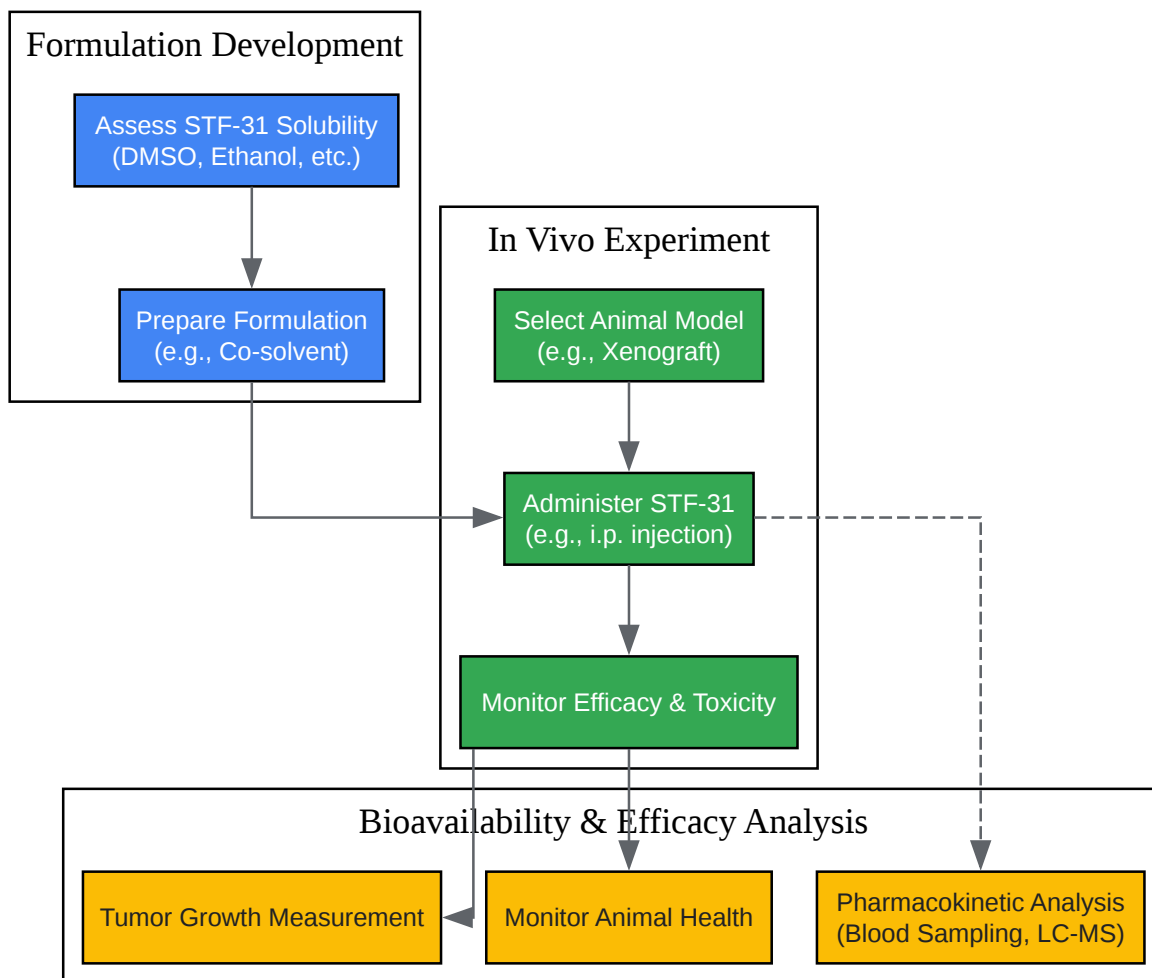 Formulation Development
Assess STF-31 Solubility
(DMSO, Ethanol, etc.)
Prepare Formulation
(e.g., Co-solvent)
In Vivo Experiment
Select Animal Model
(e.g., Xenograft)
Administer STF-31
(e.g., i.p. injection)
Monitor Efficacy & Toxicity
Bioavailability & Efficacy Analysis
Tumor Growth Measurement
Monitor Animal Health
Pharmacokinetic Analysis
(Blood Sampling, LC-MS)